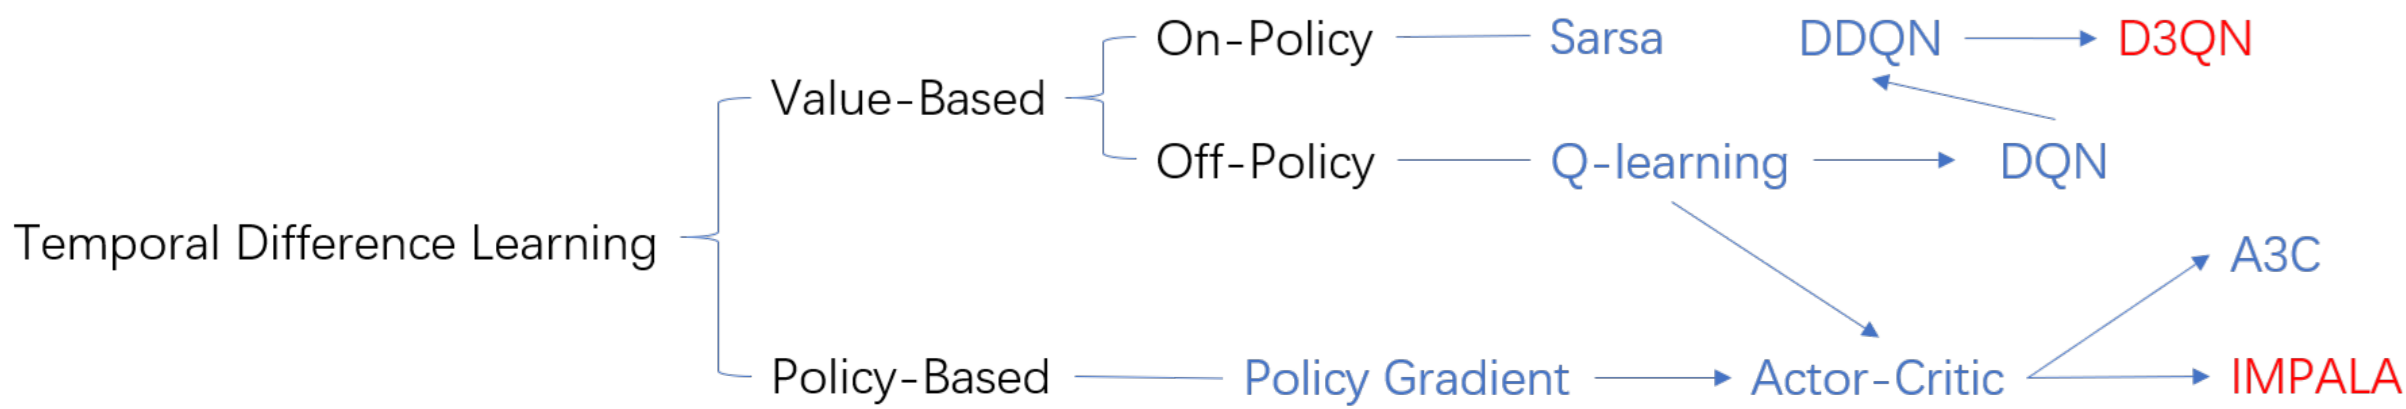 On-Policy
Sarsa
DDQN
D3QN
Value-Based
Off-Policy
Q-learning
DQN
Temporal Difference Learning
A3C
Policy-Based
Policy Gradient
Actor-Critic
IMPALA